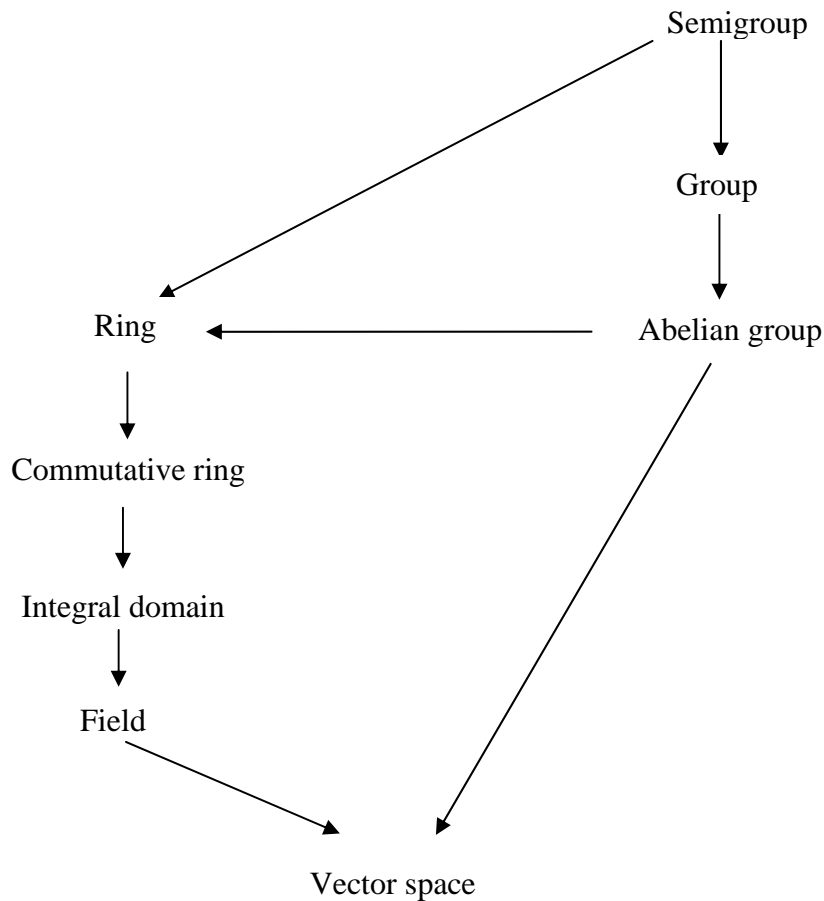 Semigroup
Group
Ring
Abelian group
Commutative ring
Integral domain
Field
Vector space